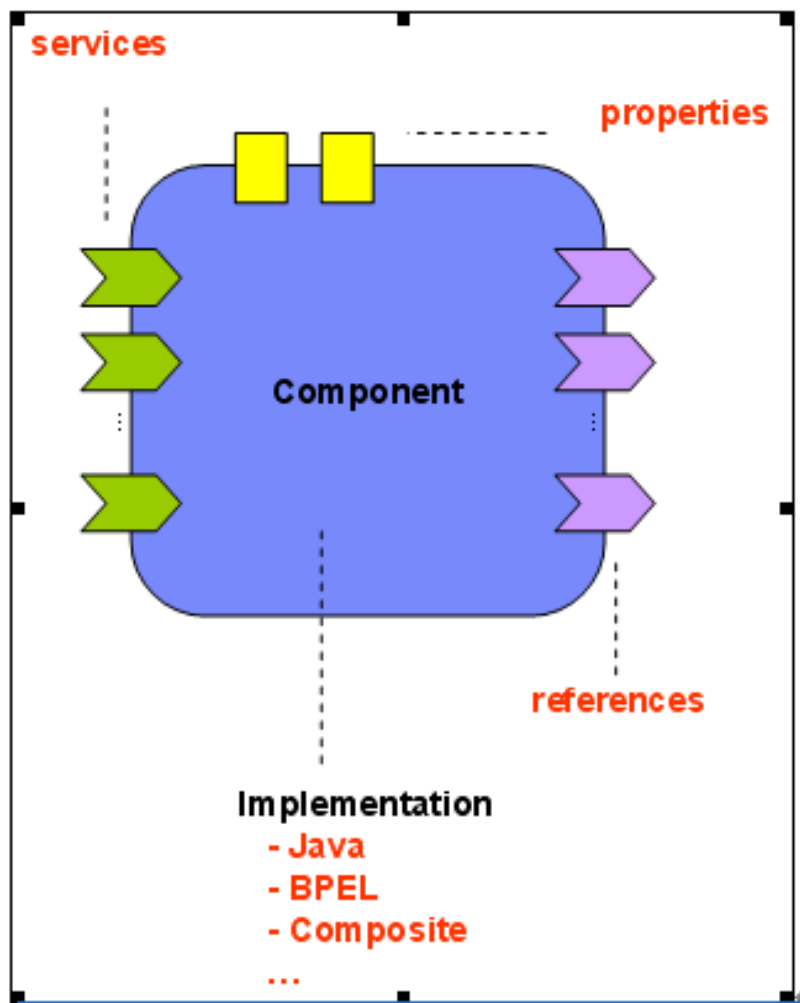 services
properties
Component
references
Implementation
- Java
- BPEL
- Composite
...